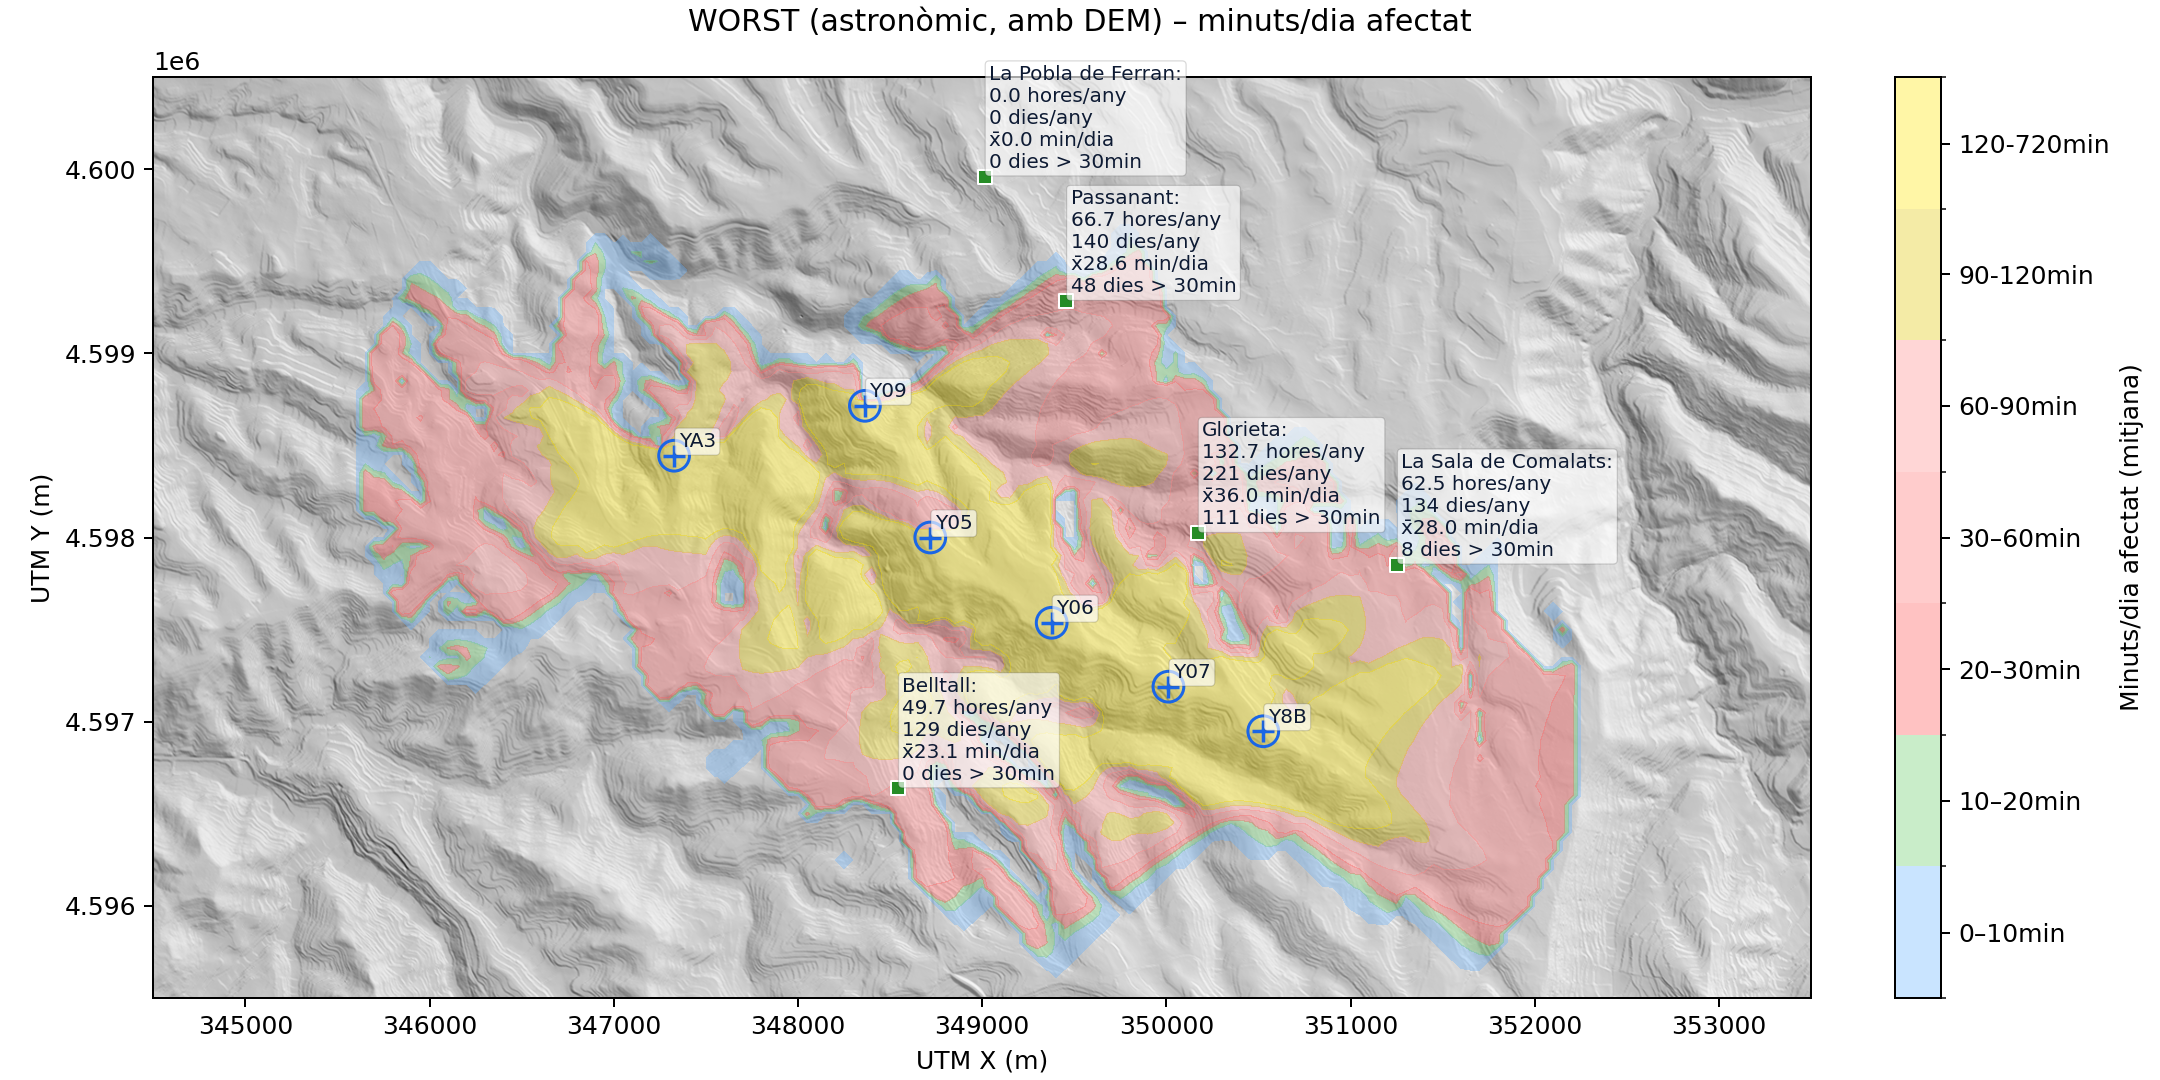 WORST (astronòmic, amb DEM) – minuts/dia afectat
1e6
La Pobla de Ferran:
0.0 hores/any
0 dies/any
x̄0.0 min/dia
0 dies > 30min
Passanant:
66.7 hores/any
140 dies/any
x̄28.6 min/dia
48 dies > 30min
Y09
YA3
Glorieta:
132.7 hores/any
221 dies/any
x̄36.0 min/dia
111 dies > 30min
La Sala de Comalats:
62.5 hores/any
134 dies/any
x̄28.0 min/dia
8 dies > 30min
Y05
Y06
Y07
Y8B
Belltall:
49.7 hores/any
129 dies/any
x̄23.1 min/dia
0 dies > 30min
4.600
4.599
4.598
4.597
4.596
UTM Y (m)
345000
346000
347000
348000
349000
350000
351000
352000
353000
UTM X (m)
120-720min
90-120min
60-90min
30–60min
20–30min
10–20min
0–10min
Minuts/dia afectat (mitjana)